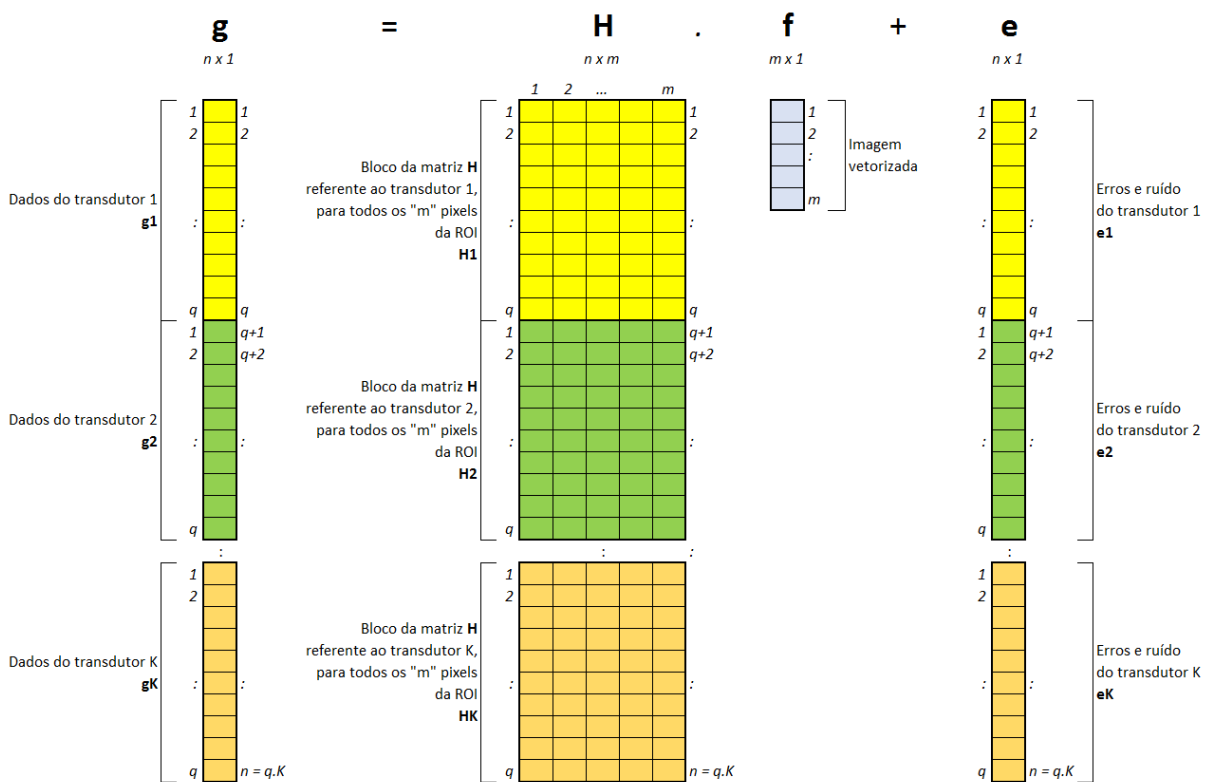 g = H . f + e
n x 1 n x m m x 1 n x 1
1 2 ... m
1 1 1 1 1 1 1
2 2 2 2 2 2 2
: Imagem
vetorizada
m
Dados do transdutor 1
g1
: :
Bloco da matriz H
referente ao transdutor 1,
para todos os "m" pixels
da ROI
H1
: :
Erros e ruído
do transdutor 1
e1
: :
q q q q q q
1 q+1 1 q+1 1 q+1
2 q+2 2 q+2 2 q+2
Dados do transdutor 2
g2
: :
Bloco da matriz H
referente ao transdutor 2,
para todos os "m" pixels
da ROI
H2
: :
Erros e ruído
do transdutor 2
e2
: :
q q q
: : : :
1 1 1
2 2 2
Dados do transdutor K
gK
: :
Bloco da matriz H
referente ao transdutor K,
para todos os "m" pixels
da ROI
HK
: :
Erros e ruído
do transdutor K
eK
: :
q n = q.K q n = q.K q n = q.K